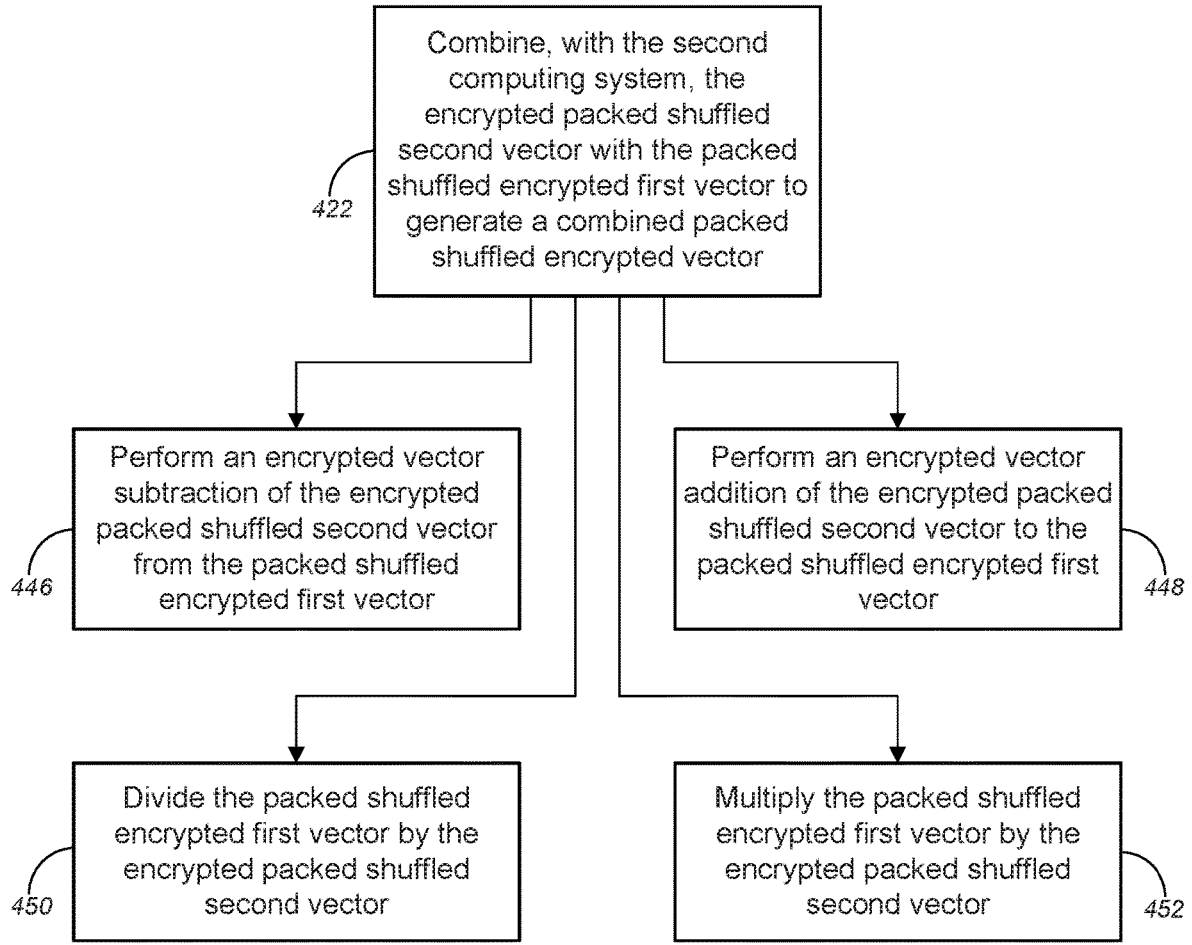 Combine, with the second
computing system, the
encrypted packed shuffled
second vector with the packed
shuffled encrypted first vector to
generate a combined packed
shuffled encrypted vector
422
Perform an encrypted vector
subtraction of the encrypted
packed shuffled second vector
from the packed shuffled
encrypted first vector
446
Perform an encrypted vector
addition of the encrypted packed
shuffled second vector to the
packed shuffled encrypted first
vector
448
Divide the packed shuffled
encrypted first vector by the
encrypted packed shuffled
second vector
450
Multiply the packed shuffled
encrypted first vector by the
encrypted packed shuffled
second vector
452